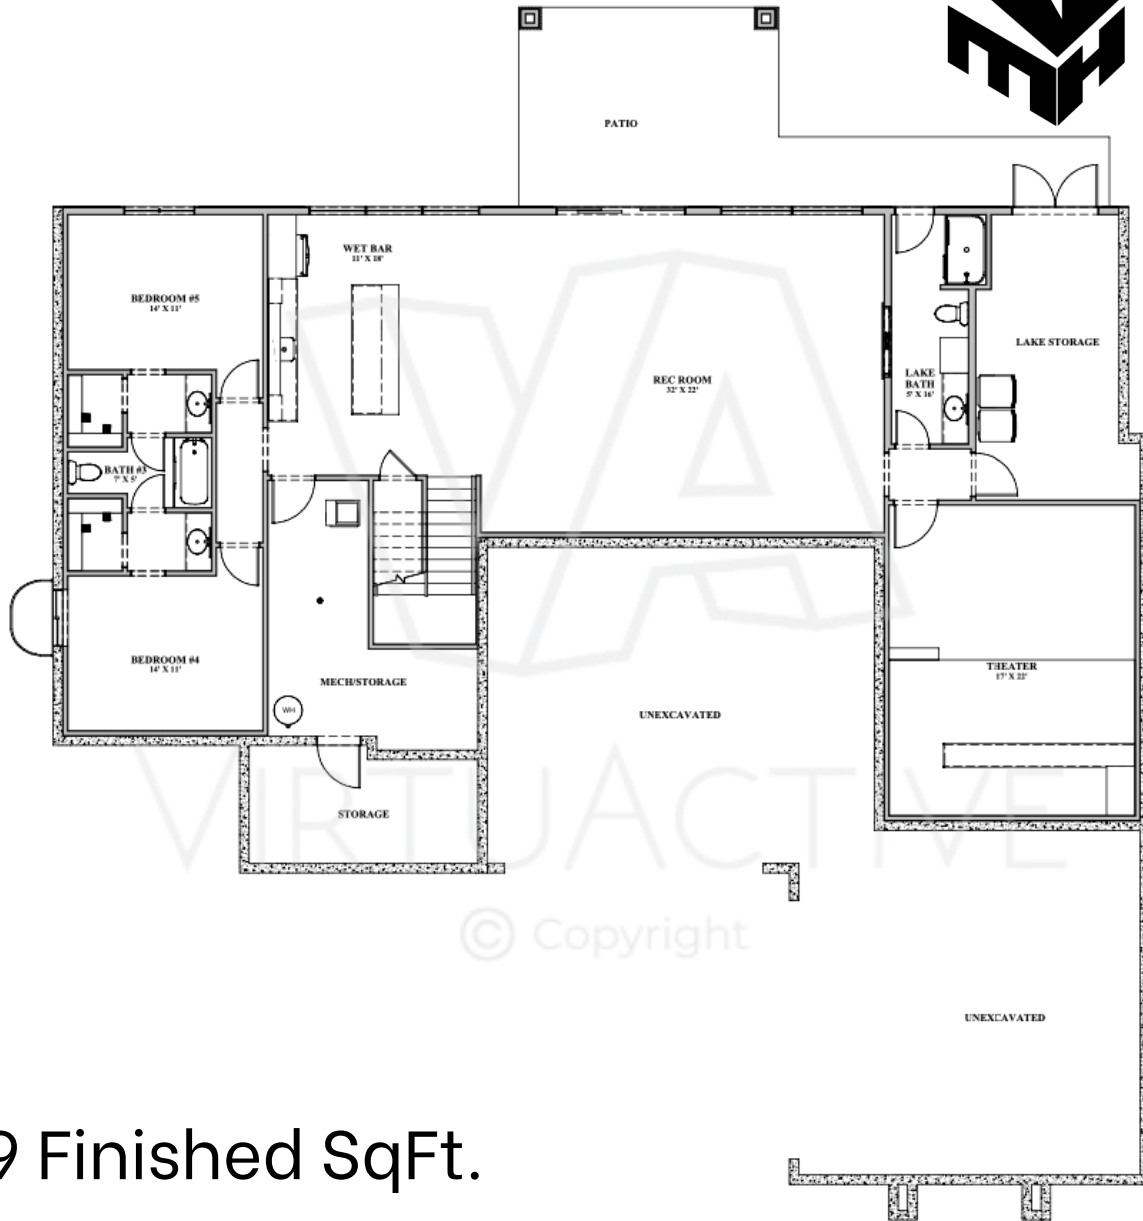 PATIO
WET BAR
11' X 18'
BEDROOM #5
14' X 11'
LAKE STORAGE
REC ROOM
32' X 22'
LAKE
BATH
5' X 16'
BATH #3
7' X 5'
BEDROOM #4
14' X 11'
THEATER
17' X 22'
MECH/STORAGE
WH
UNEXCAVATED
STORAGE
VIRTUACTIVE
© Copyright
UNEXCAVATED
9 Finished SqFt.